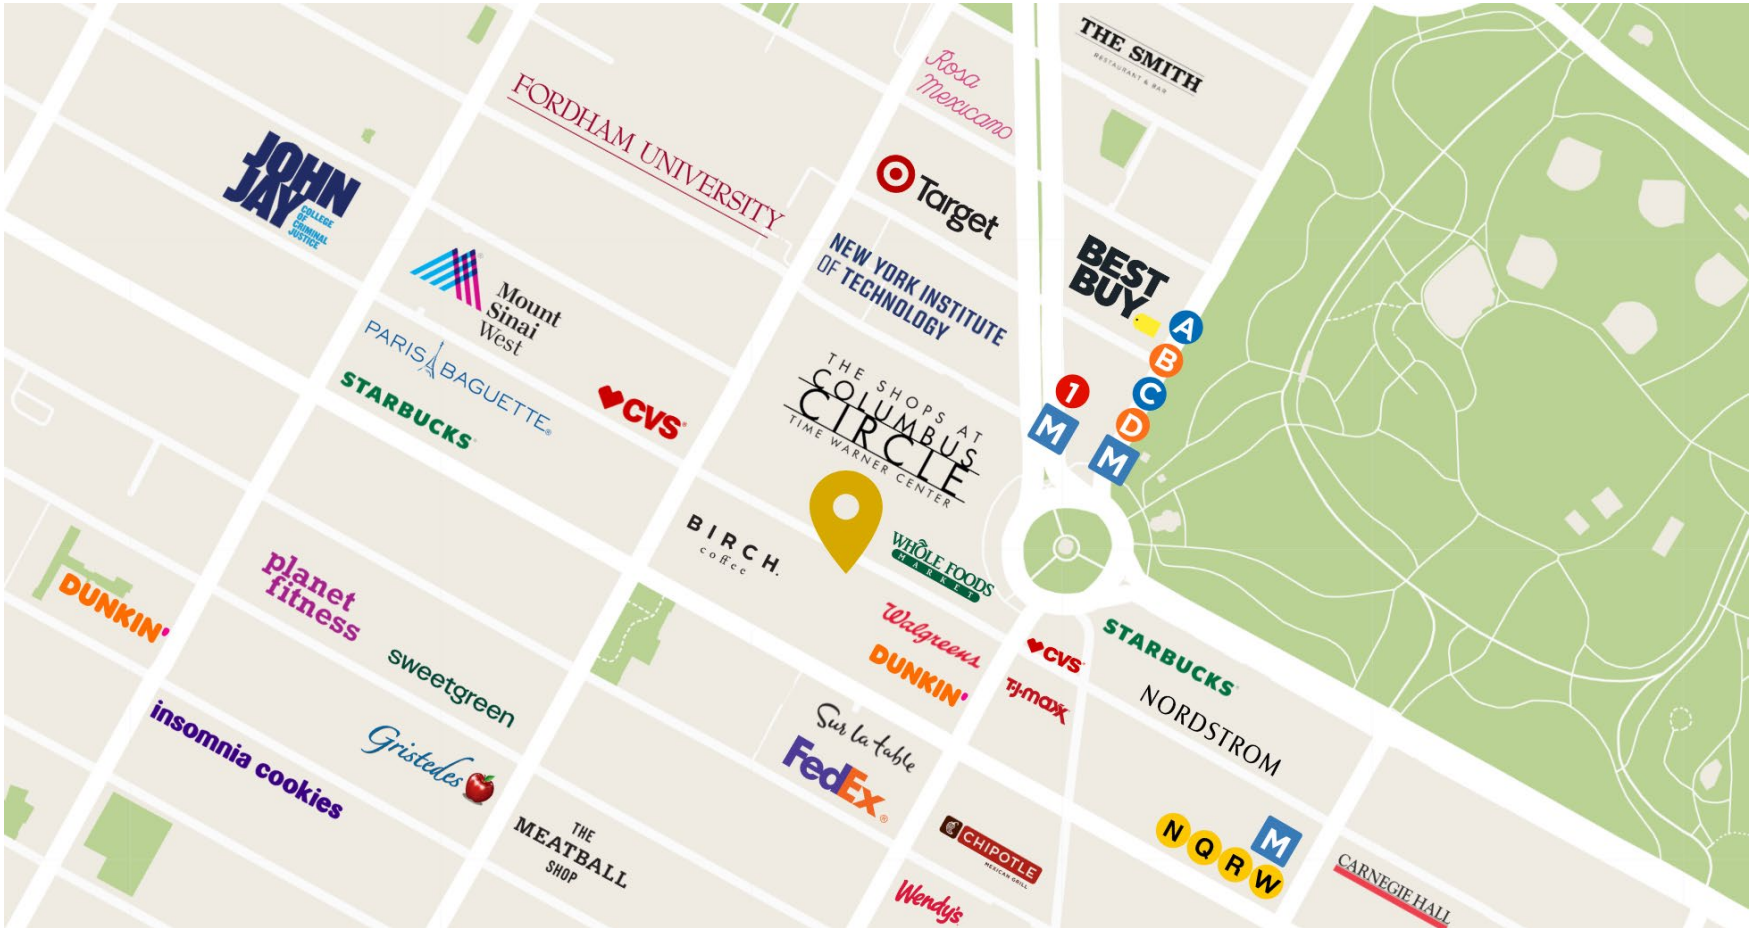 THE SMITH
RESTAURANT & BAR
Rosa
Mexicano
FORDHAM UNIVERSITY
JOHN
JAY
COLLEGE
OF
CRIMINAL
JUSTICE
Target
NEW YORK INSTITUTE
OF TECHNOLOGY
BEST
BUY
Mount
Sinai
West
A
B
C
D
M
1
M
PARIS BAGUETTE
STARBUCKS
CVS
THE SHOPS AT
COLUMBUS
CIRCLE
TIME WARNER CENTER
BIRCH.
coffee
WHOLE FOODS
MARKET
Walgreens
DUNKIN'
CVS
T·J·maxx
STARBUCKS
NORDSTROM
planet
fitness
DUNKIN'
sweetgreen
insomnia cookies
Gristedes
Sur la table
FedEx®
THE
MEATBALL
SHOP
CHIPOTLE
MEXICAN GRILL
Wendy's
M
N
Q
R
W
CARNEGIE HALL